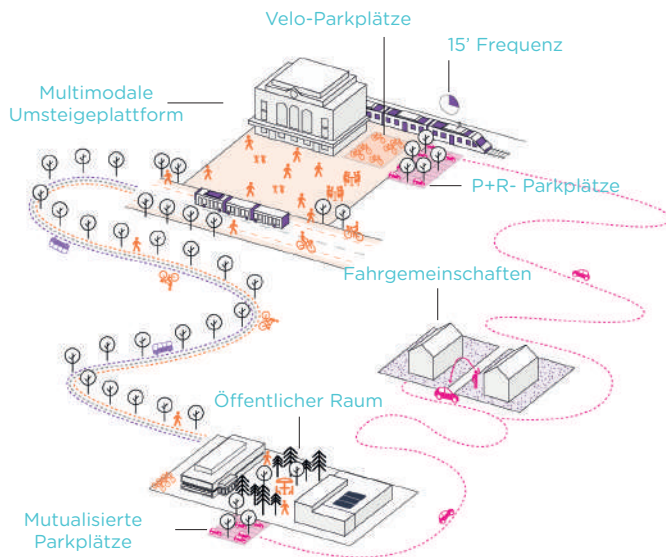 Velo-Parkplätze
15' Frequenz
Multimodale
Umsteigeplattform
P+R- Parkplätze
Fahrgemeinschaften
Öffentlicher Raum
Mutualisierte
Parkplätze